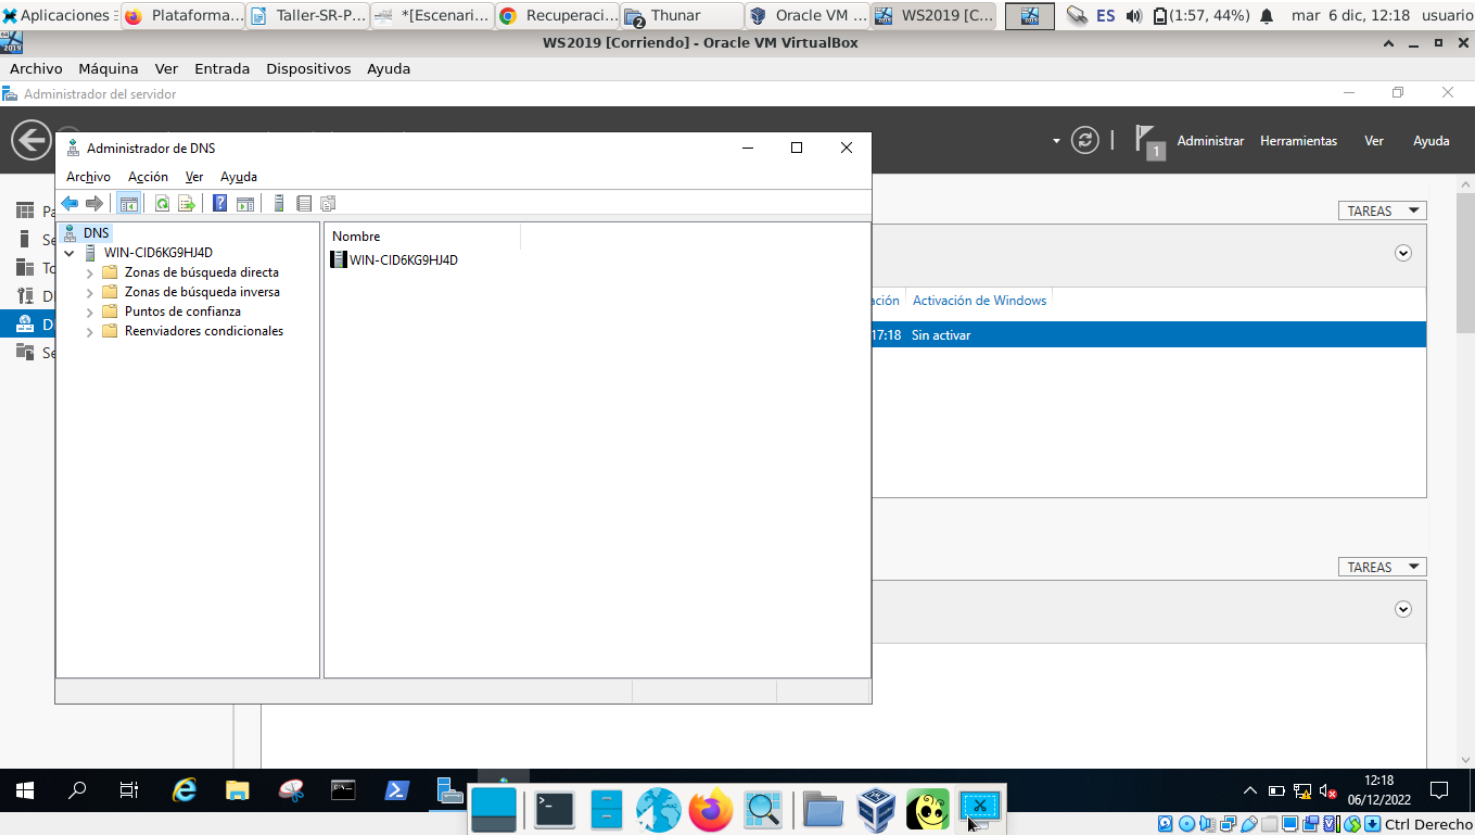 Aplicaciones
Plataforma...
Taller-SR-P...
*[Escenari...
Recuperaci...
2
Thunar
Oracle VM ...
WS2019 [C...
ES
(1:57, 44%)
mar 6 dic, 12:18
usuario
WS2019 [Corriendo] - Oracle VM VirtualBox
Archivo Máquina Ver Entrada Dispositivos Ayuda
Administrador del servidor
1
Administrar Herramientas Ver Ayuda
Administrador de DNS
Archivo Acción Ver Ayuda
DNS
WIN-CID6KG9HJ4D
Zonas de búsqueda directa
Zonas de búsqueda inversa
Puntos de confianza
Reenviadores condicionales
Nombre
WIN-CID6KG9HJ4D
TAREAS
ación Activación de Windows
17:18 Sin activar
TAREAS
12:18
06/12/2022
Ctrl Derecho